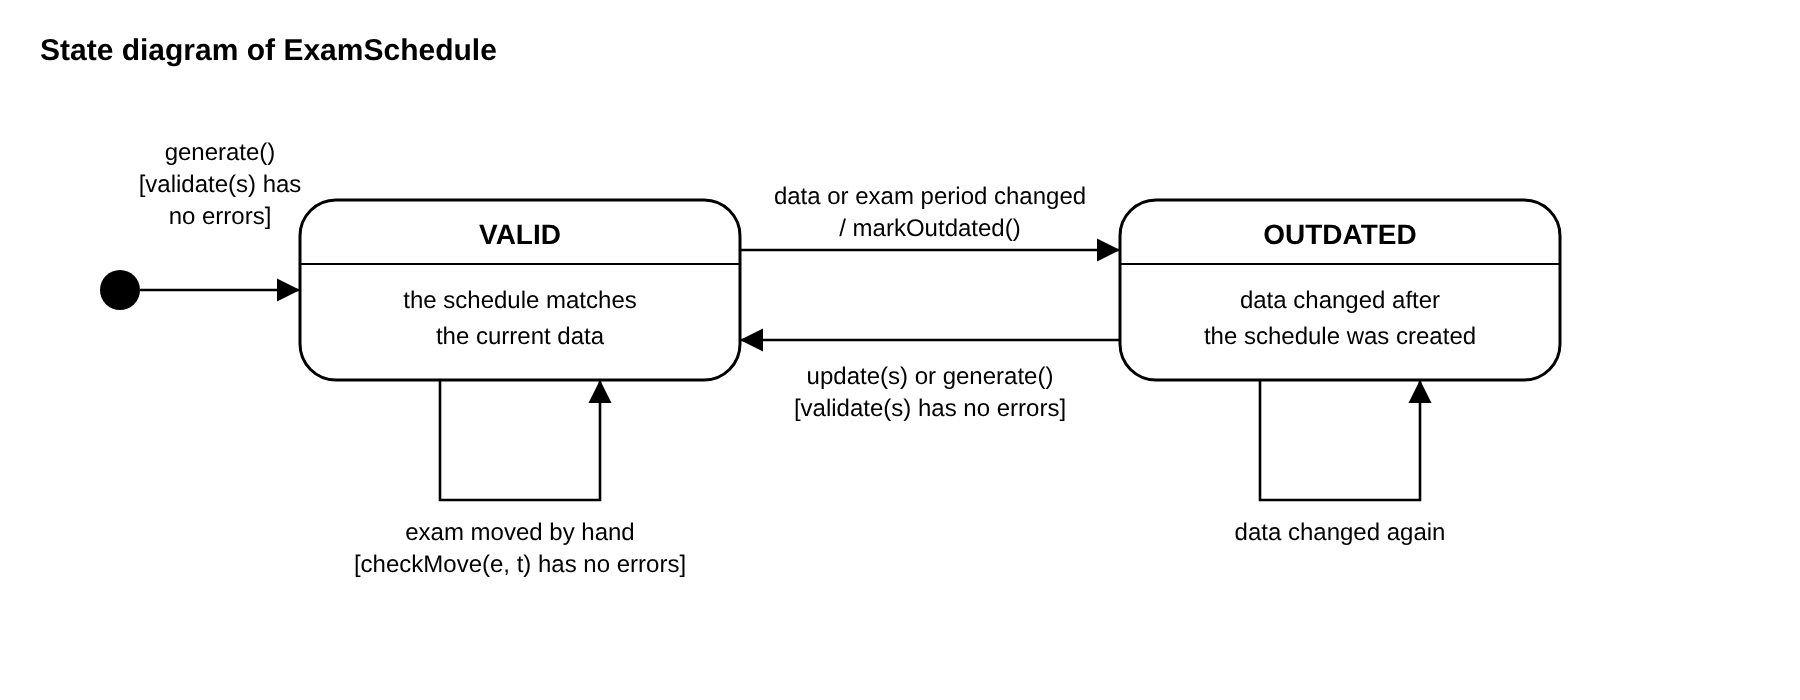 State diagram of ExamSchedule
generate()
[validate(s) has
no errors]
VALID
the schedule matches
the current data
data or exam period changed
/ markOutdated()
OUTDATED
data changed after
the schedule was created
update(s) or generate()
[validate(s) has no errors]
exam moved by hand
[checkMove(e, t) has no errors]
data changed again